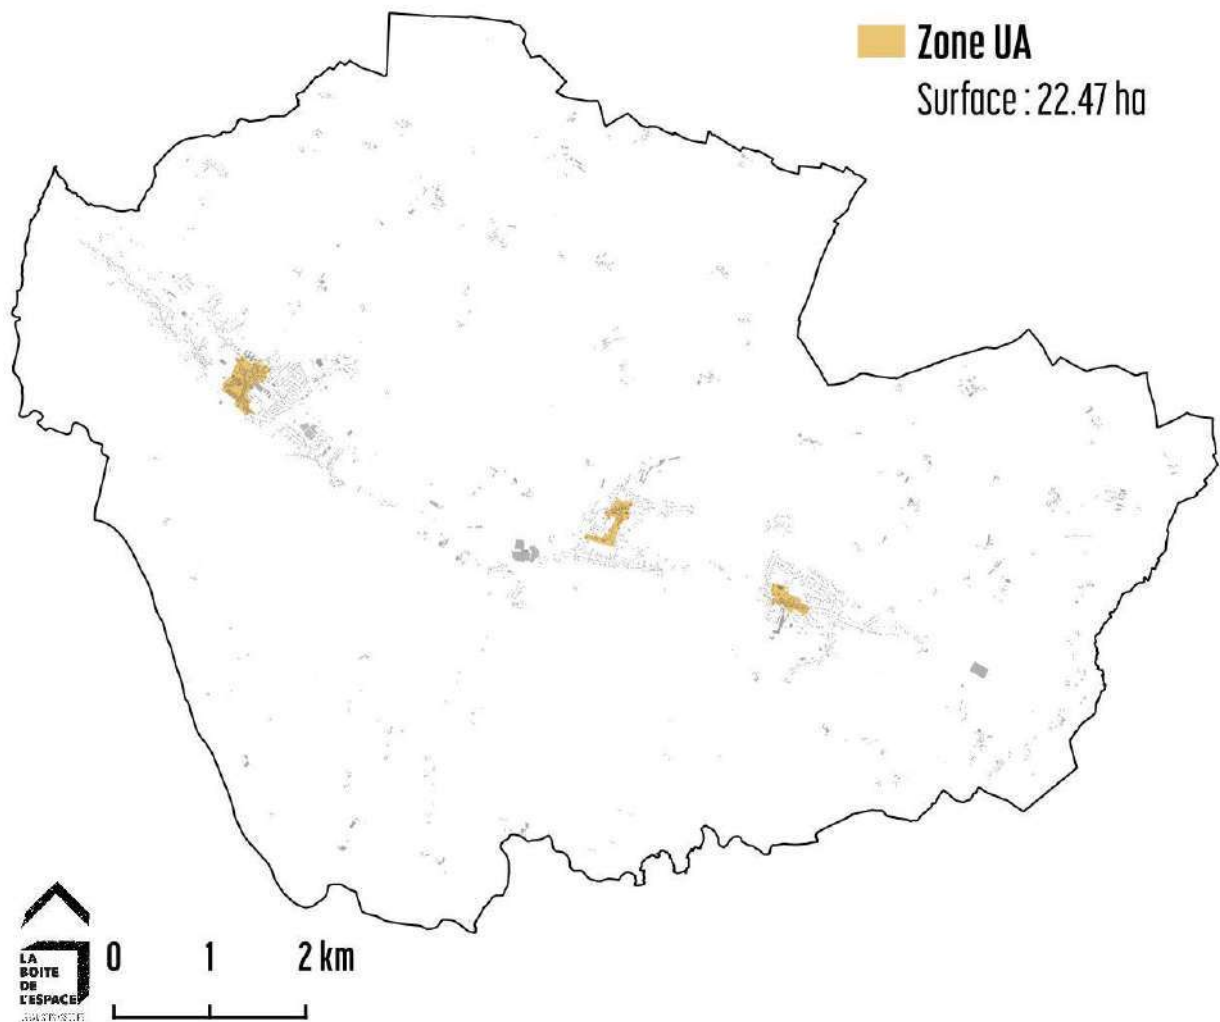 Zone UA
Surface : 22.47 ha
LA
BOITE
DE
L'ESPACE
0 1 2 km